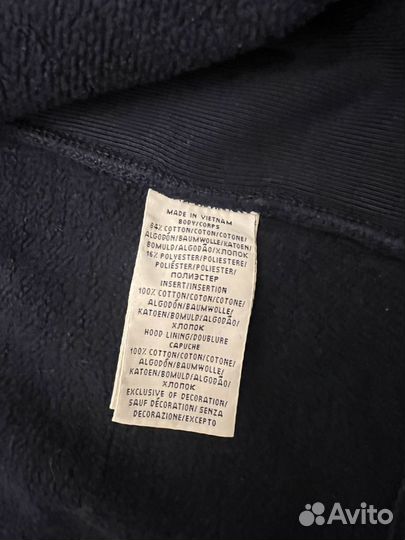 MADE IN VIETNAM
BODY/CORPS
84% COTTON/COTON/COTONE/
ALGODÓN/BAUMWOLLE/KATOEN/
BOMULD/ALGODÃO/ХЛОПОК
16% POLYESTER/POLIESTERE/
POLIÉSTER/POLIESTER/
ПОЛИЭСТЕР
INSERT/INSERTION
100% COTTON/COTON/COTONE/
ALGODÓN/BAUMWOLLE/
KATOEN/BOMULD/ALGODÃO/
ХЛОПОК
HOOD LINING/DOUBLURE
CAPUCHE
100% COTTON/COTON/COTONE/
ALGODÓN/BAUMWOLLE/
KATOEN/BOMULD/ALGODÃO/
ХЛОПОК
EXCLUSIVE OF DECORATION/
SAUF DÉCORATION/ SENZA
DECORAZIONE/EXCEPTO
Avito